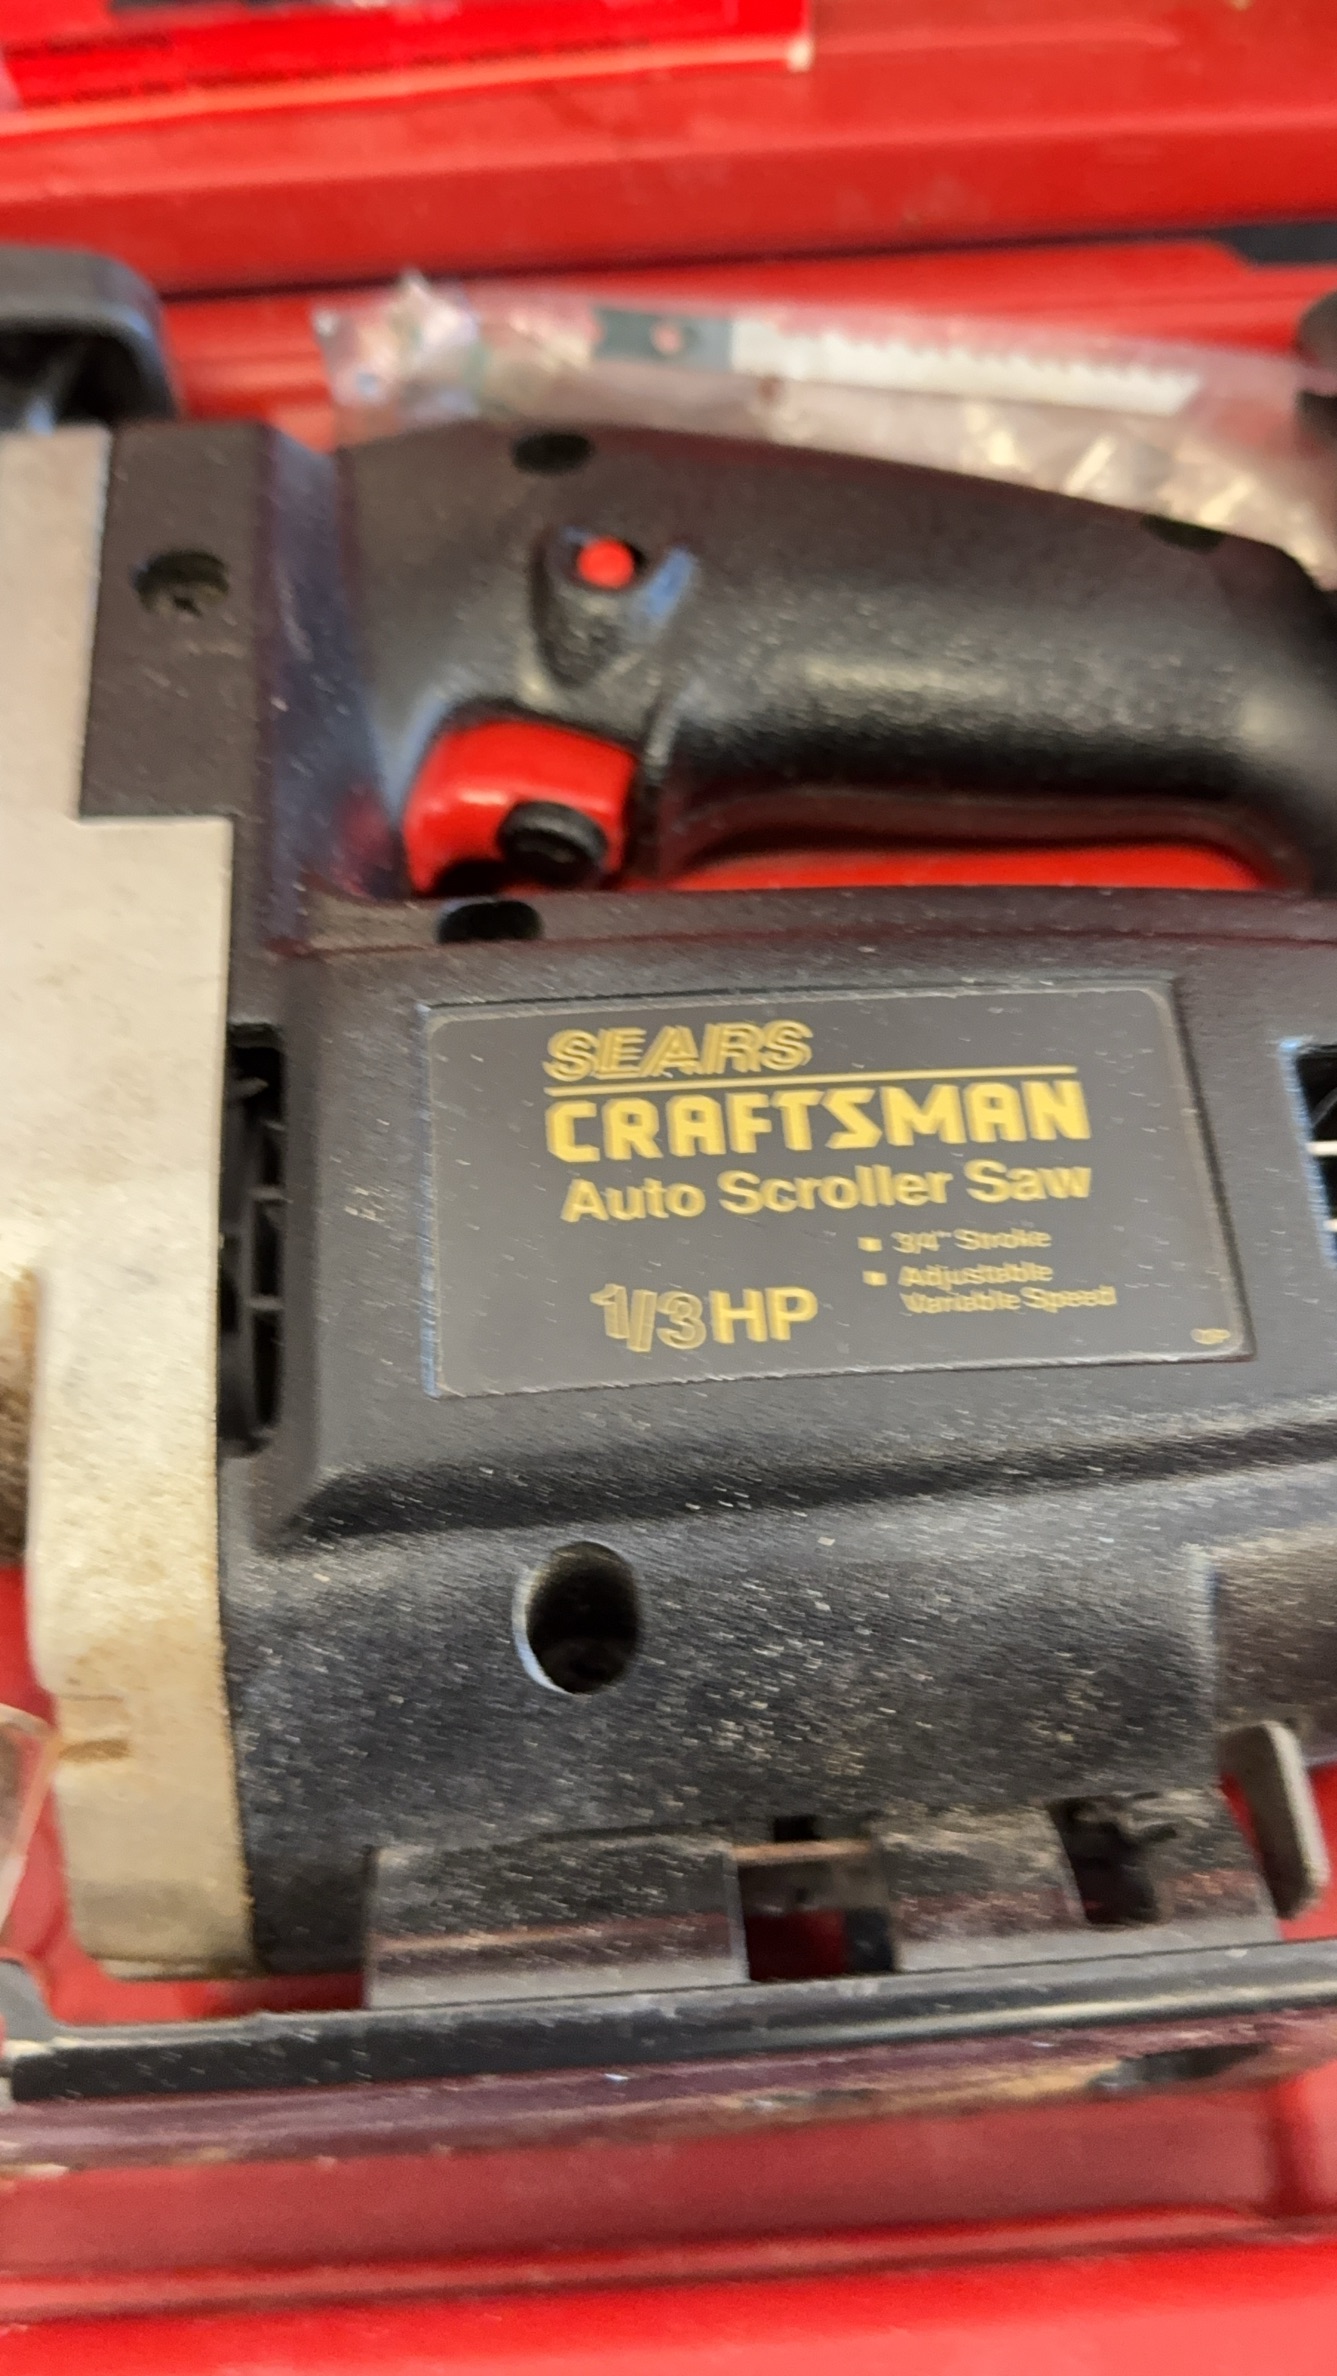 SEARS
CRAFTSMAN
Auto Scroller Saw
3/4" Stroke
Adjustable
Variable Speed
1/3 HP